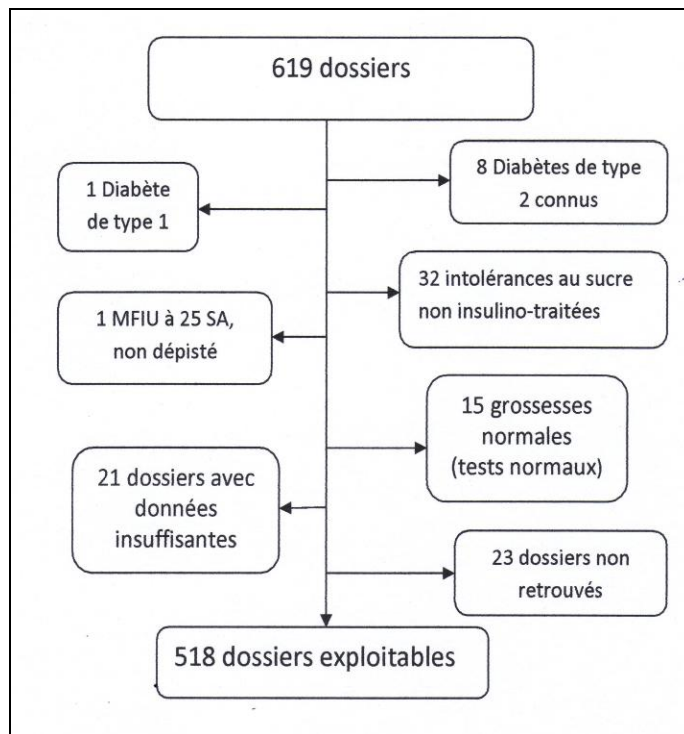 619 dossiers
8 Diabètes de type
2 connus
1 Diabète
de type 1
32 intolérances au sucre
non insulino-traitées
1 MFIU à 25 SA,
non dépisté
15 grossesses
normales
(tests normaux)
21 dossiers avec
données
insuffisantes
23 dossiers non
retrouvés
518 dossiers exploitables